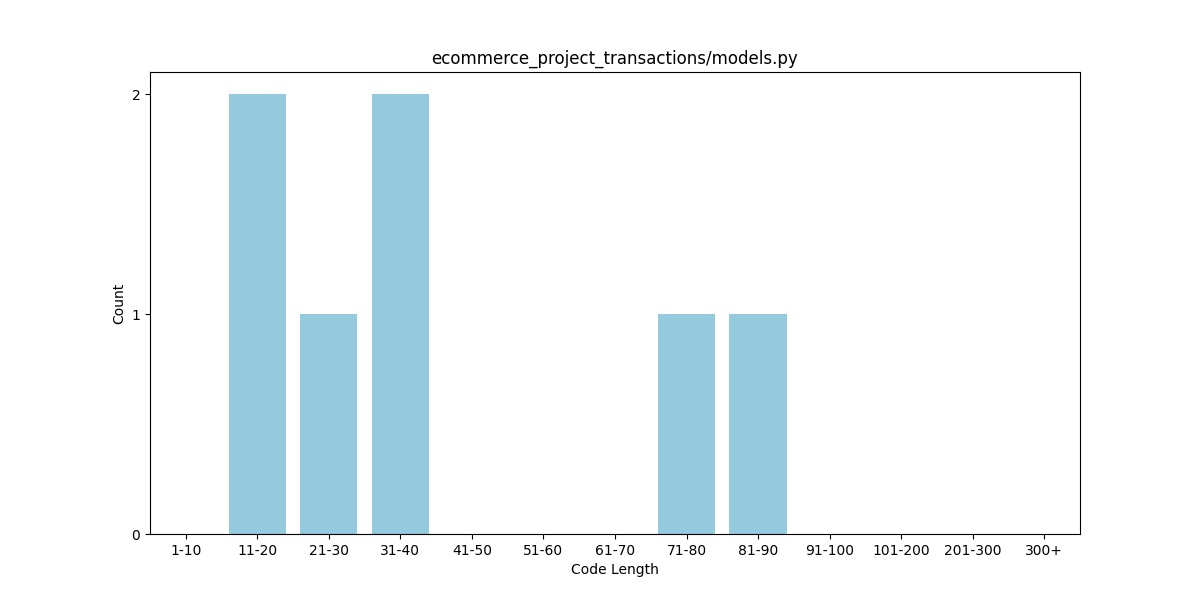 ecommerce_project_transactions/models.py
Count
2
1
0
1-10 11-20 21-30 31-40 41-50 51-60 61-70 71-80 81-90 91-100 101-200 201-300 300+
Code Length